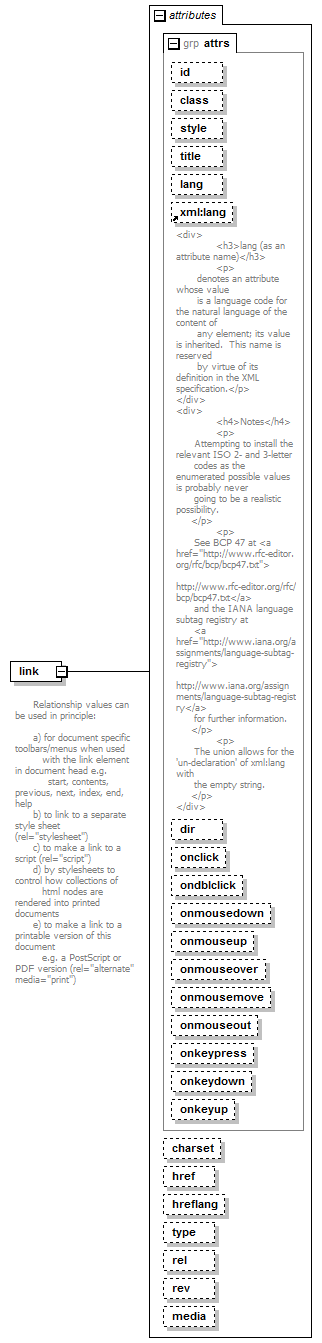 attributes
grp attrs
id
class
style
title
lang
xml:lang
<div>
<h3>lang (as an
attribute name)</h3>
<p>
denotes an attribute
whose value
is a language code for
the natural language of the
content of
any element; its value
is inherited.  This name is
reserved
by virtue of its
definition in the XML
specification.</p>
</div>
<div>
<h4>Notes</h4>
<p>
Attempting to install the
relevant ISO 2- and 3-letter
codes as the
enumerated possible values
is probably never
going to be a realistic
possibility.
</p>
<p>
See BCP 47 at <a
href="http://www.rfc-editor.
org/rfc/bcp/bcp47.txt">
http://www.rfc-editor.org/rfc/
bcp/bcp47.txt</a>
and the IANA language
subtag registry at
<a
href="http://www.iana.org/a
ssignments/language-subtag-
registry">
http://www.iana.org/assign
ments/language-subtag-regist
ry</a>
for further information.
</p>
<p>
The union allows for the
'un-declaration' of xml:lang
with
the empty string.
</p>
</div>
link
Relationship values can
be used in principle:
a) for document specific
toolbars/menus when used
with the link element
in document head e.g.
start, contents,
previous, next, index, end,
help
b) to link to a separate
style sheet
(rel="stylesheet")
c) to make a link to a
script (rel="script")
d) by stylesheets to
control how collections of
html nodes are
rendered into printed
documents
e) to make a link to a
printable version of this
document
e.g. a PostScript or
PDF version (rel="alternate"
media="print")
dir
onclick
ondblclick
onmousedown
onmouseup
onmouseover
onmousemove
onmouseout
onkeypress
onkeydown
onkeyup
charset
href
hreflang
type
rel
rev
media